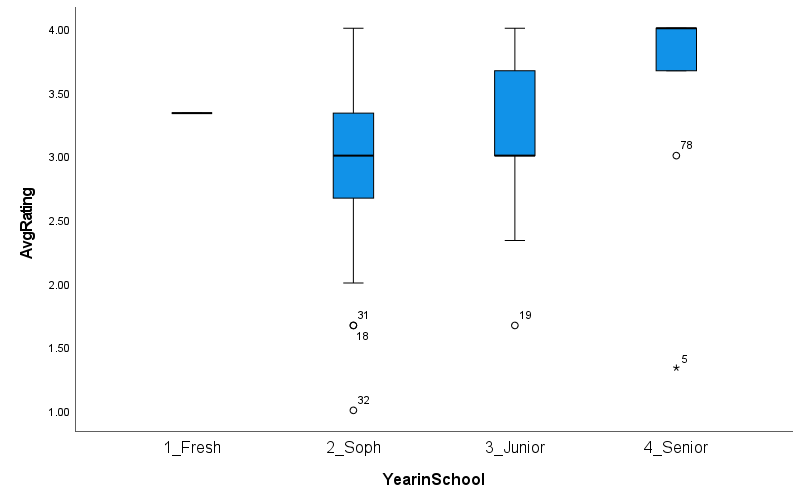 4.00
3.50
3.00
2.50
2.00
1.50
1.00
AvgRating
31
18
32
19
78
5
1_Fresh
2_Soph
3_Junior
4_Senior
YearinSchool